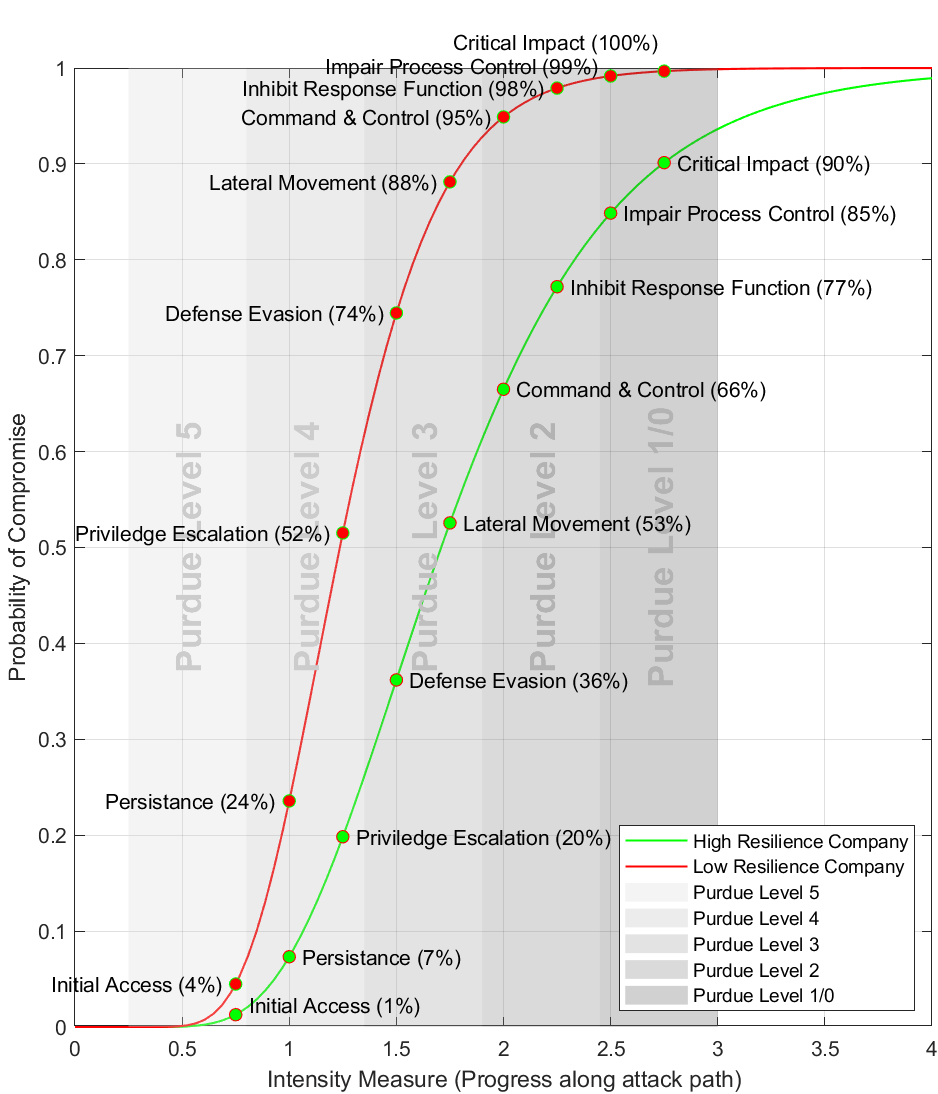 Critical Impact (100%)
Impair Process Control (99%)
Inhibit Response Function (98%)
Command & Control (95%)
Lateral Movement (88%)
Defense Evasion (74%)
Priviledge Escalation (52%)
Persistance (24%)
Initial Access (4%)
Critical Impact (90%)
Impair Process Control (85%)
Inhibit Response Function (77%)
Command & Control (66%)
Lateral Movement (53%)
Defense Evasion (36%)
Priviledge Escalation (20%)
Persistance (7%)
Initial Access (1%)
Purdue Level 5
Purdue Level 4
Purdue Level 3
Purdue Level 2
Purdue Level 1/0
Probability of Compromise
1
0.9
0.8
0.7
0.6
0.5
0.4
0.3
0.2
0.1
0
0
0.5
1
1.5
2
2.5
3
3.5
4
Intensity Measure (Progress along attack path)
High Resilience Company
Low Resilience Company
Purdue Level 5
Purdue Level 4
Purdue Level 3
Purdue Level 2
Purdue Level 1/0